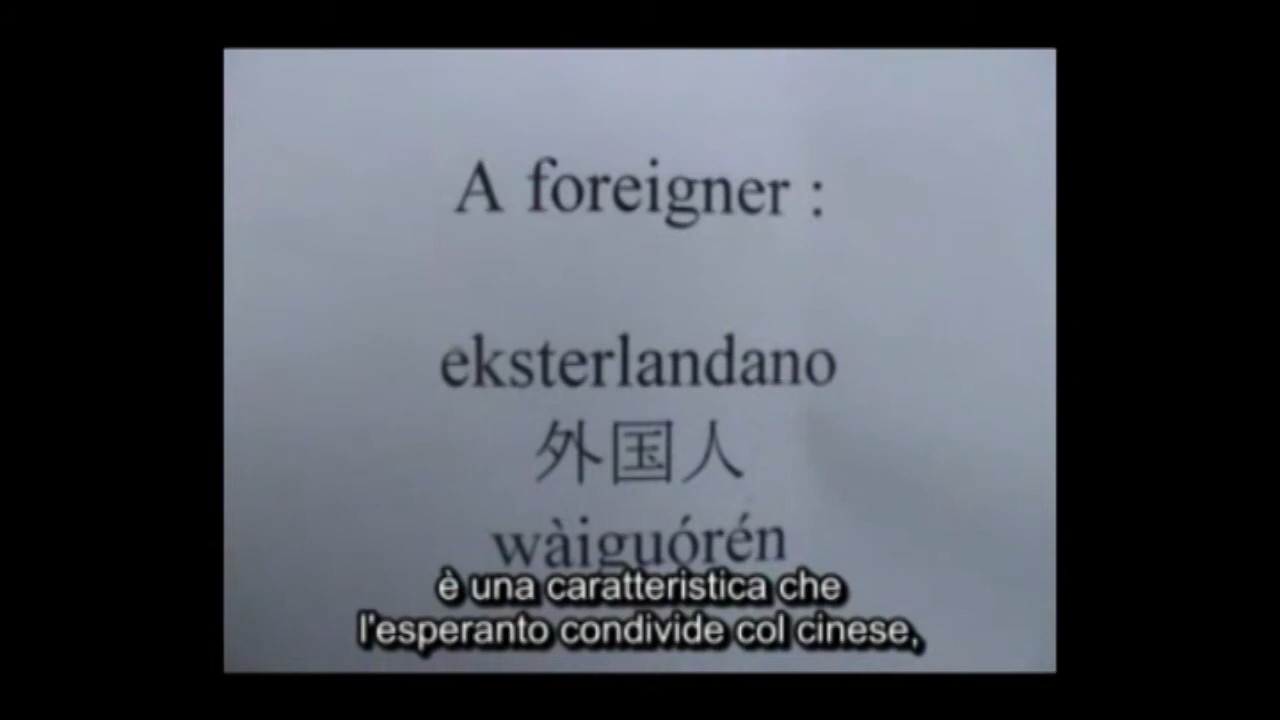 A foreigner :
eksterlandano
外国人
wàiguórén
è una caratteristica che
l'esperanto condivide col cinese,